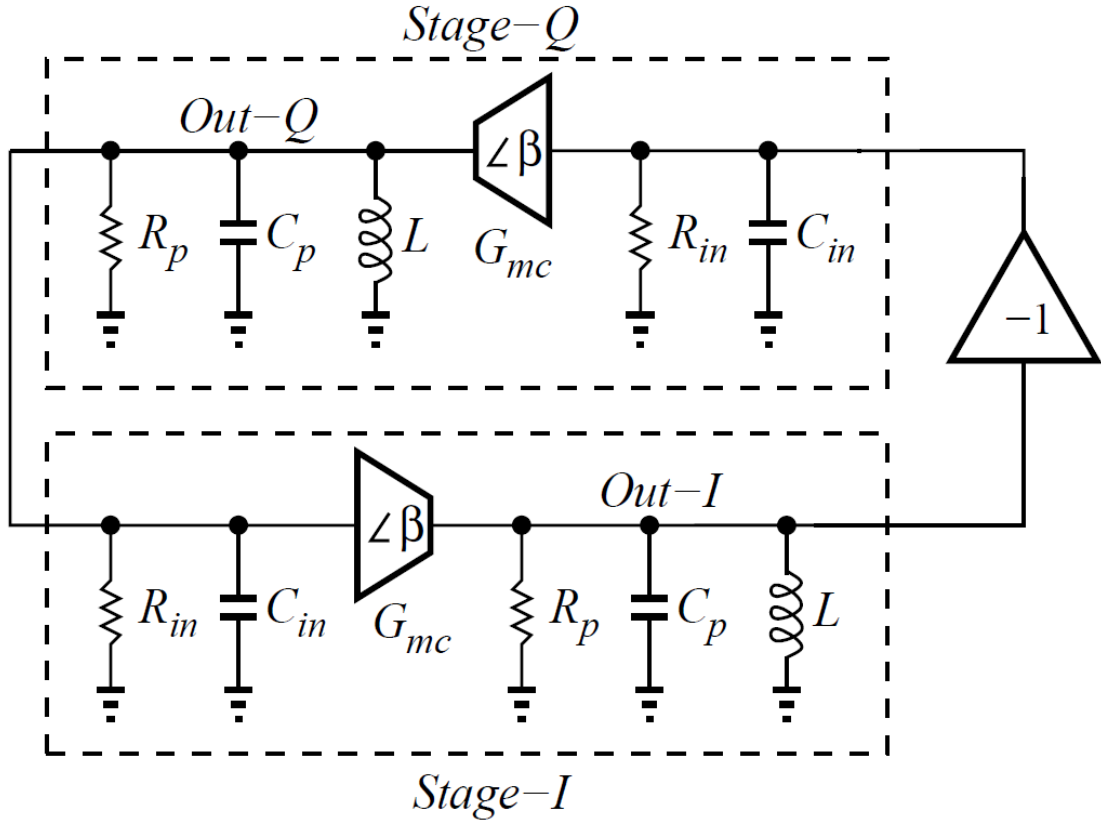 Stage−Q
Out−Q
∠β
R_p
C_p
L
G_mc
R_in
C_in
−1
Out−I
∠β
R_in
C_in
G_mc
R_p
C_p
L
Stage−I